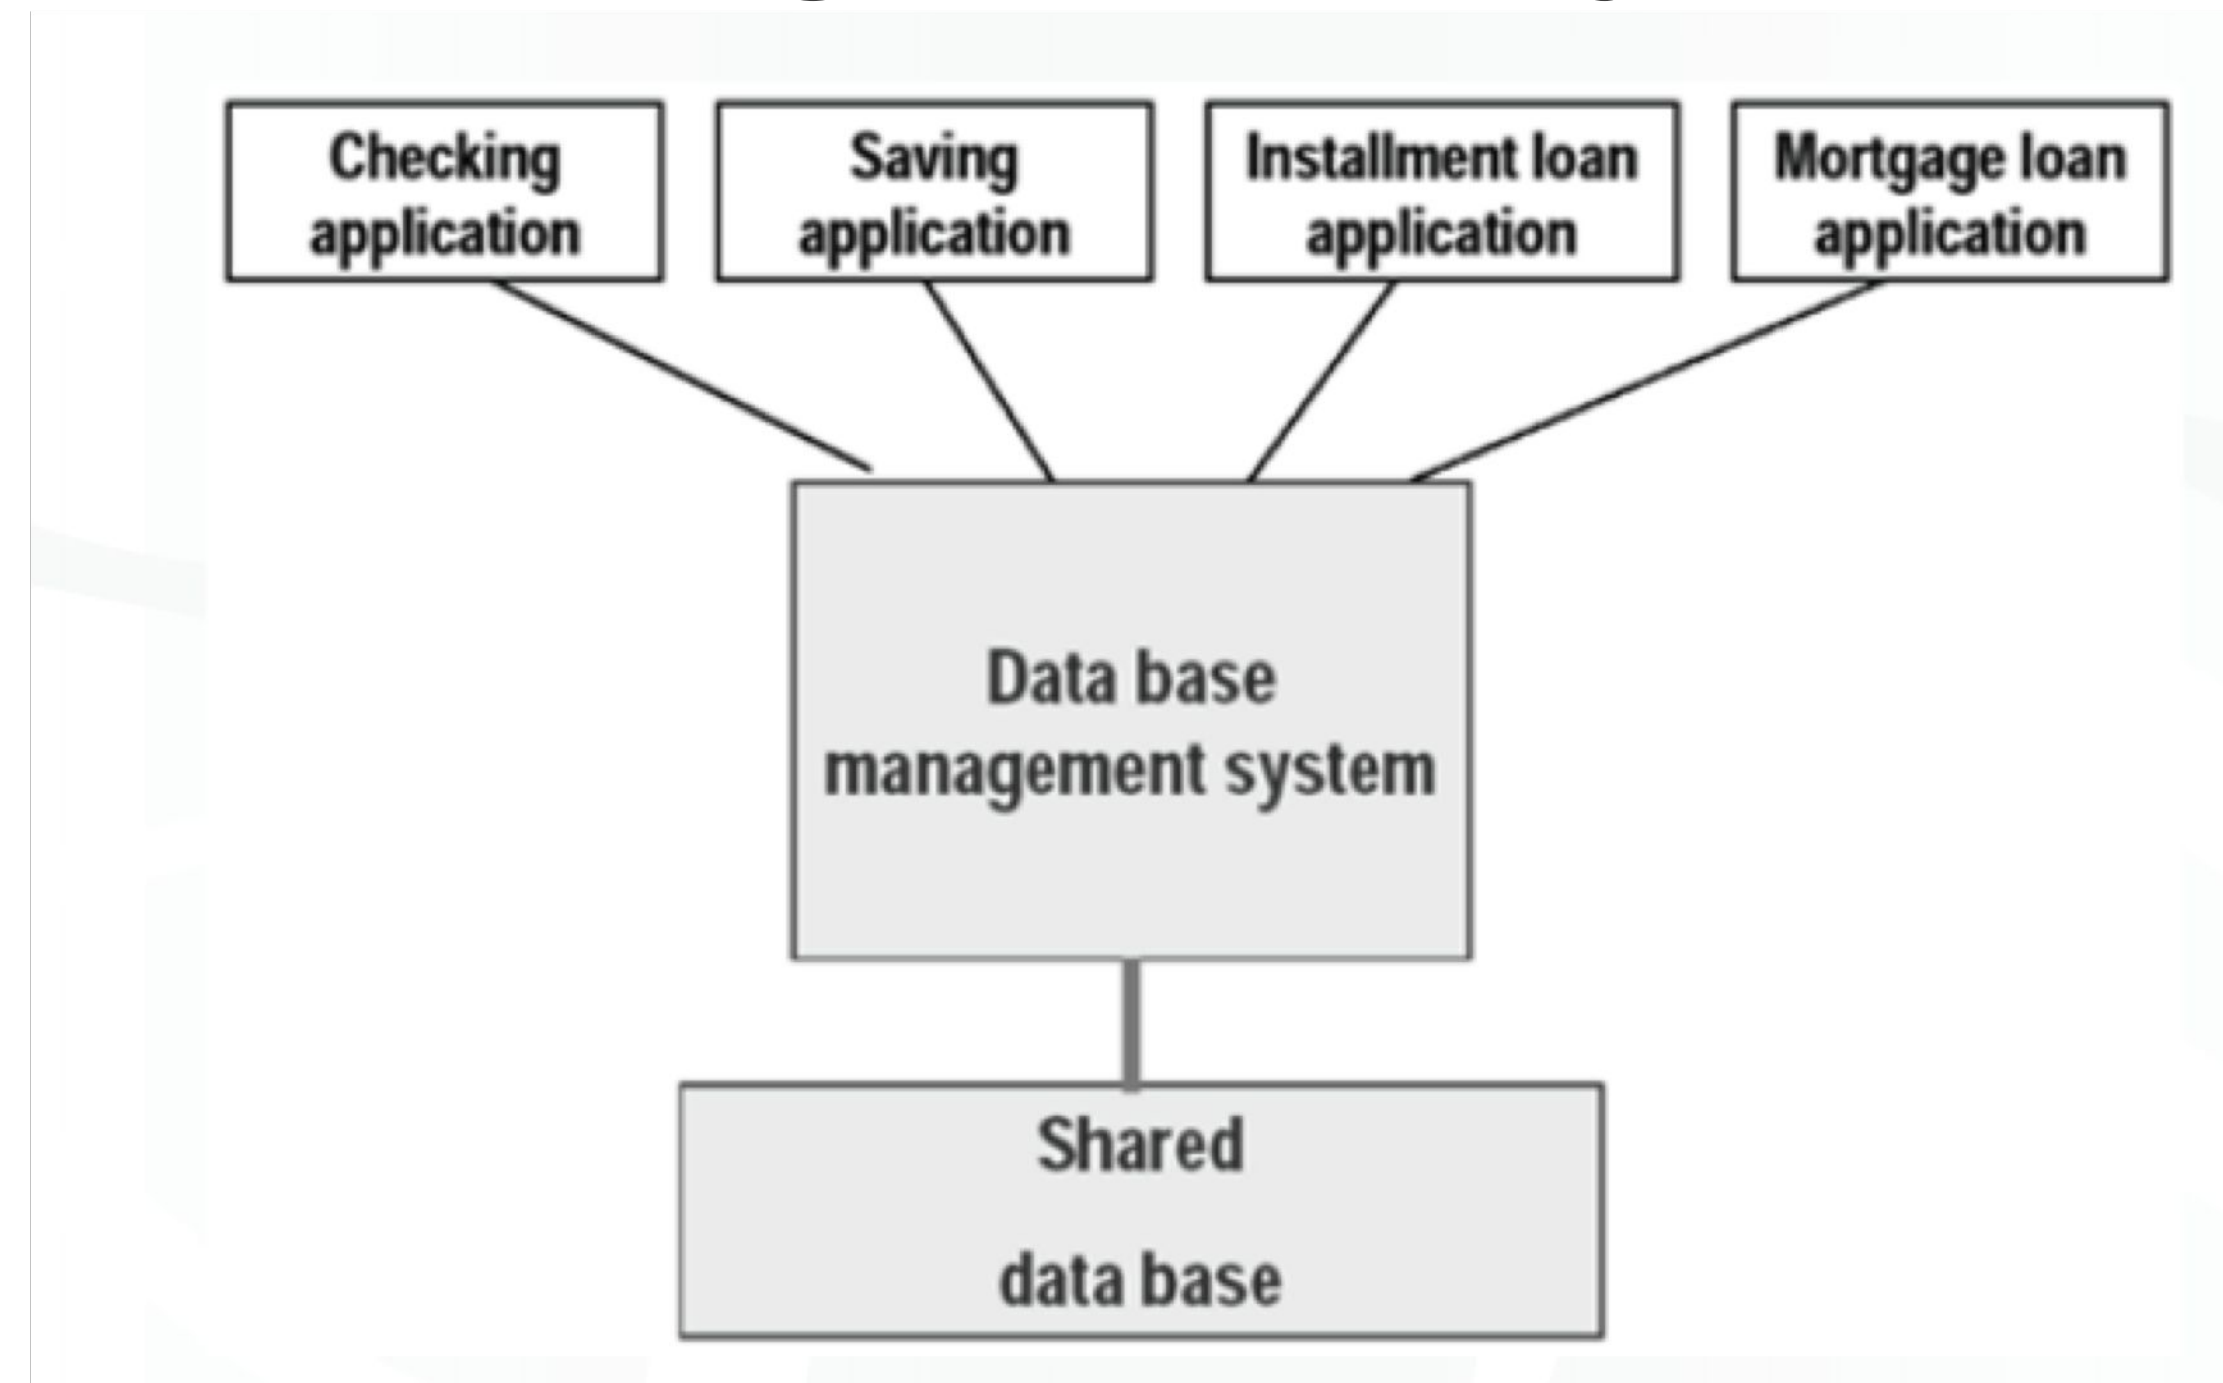 Checking
application
Saving
application
Installment loan
application
Mortgage loan
application
Data base
management system
Shared
data base